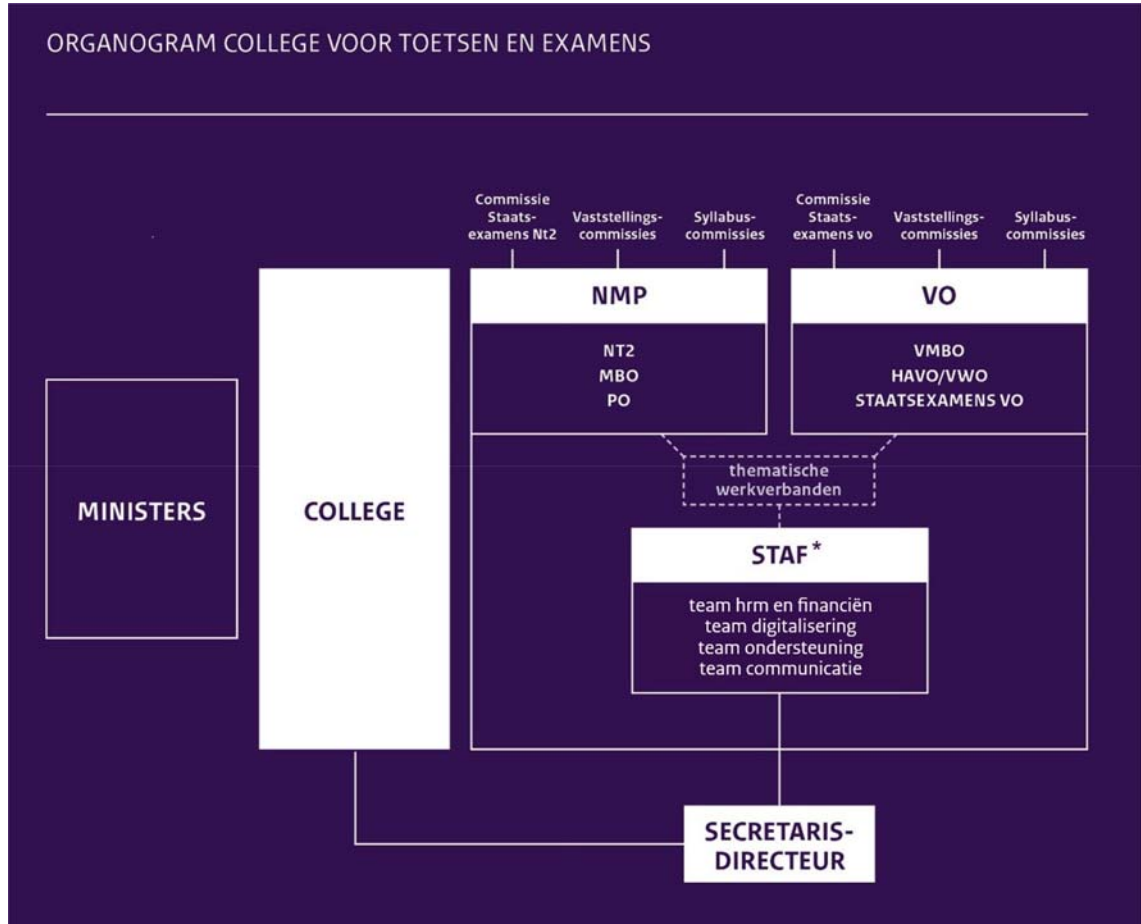 ORGANOGRAM COLLEGE VOOR TOETSEN EN EXAMENS
Commissie
Staats-
examens Nt2
Vaststellings-
commissies
Syllabus-
commissies
Commissie
Staats-
examens vo
Vaststellings-
commissies
Syllabus-
commissies
NMP
NT2
MBO
PO
VO
VMBO
HAVO/VWO
STAATSEXAMENS VO
thematische
werkverbanden
MINISTERS
COLLEGE
STAF*
team hrm en financiën
team digitalisering
team ondersteuning
team communicatie
SECRETARIS-
DIRECTEUR